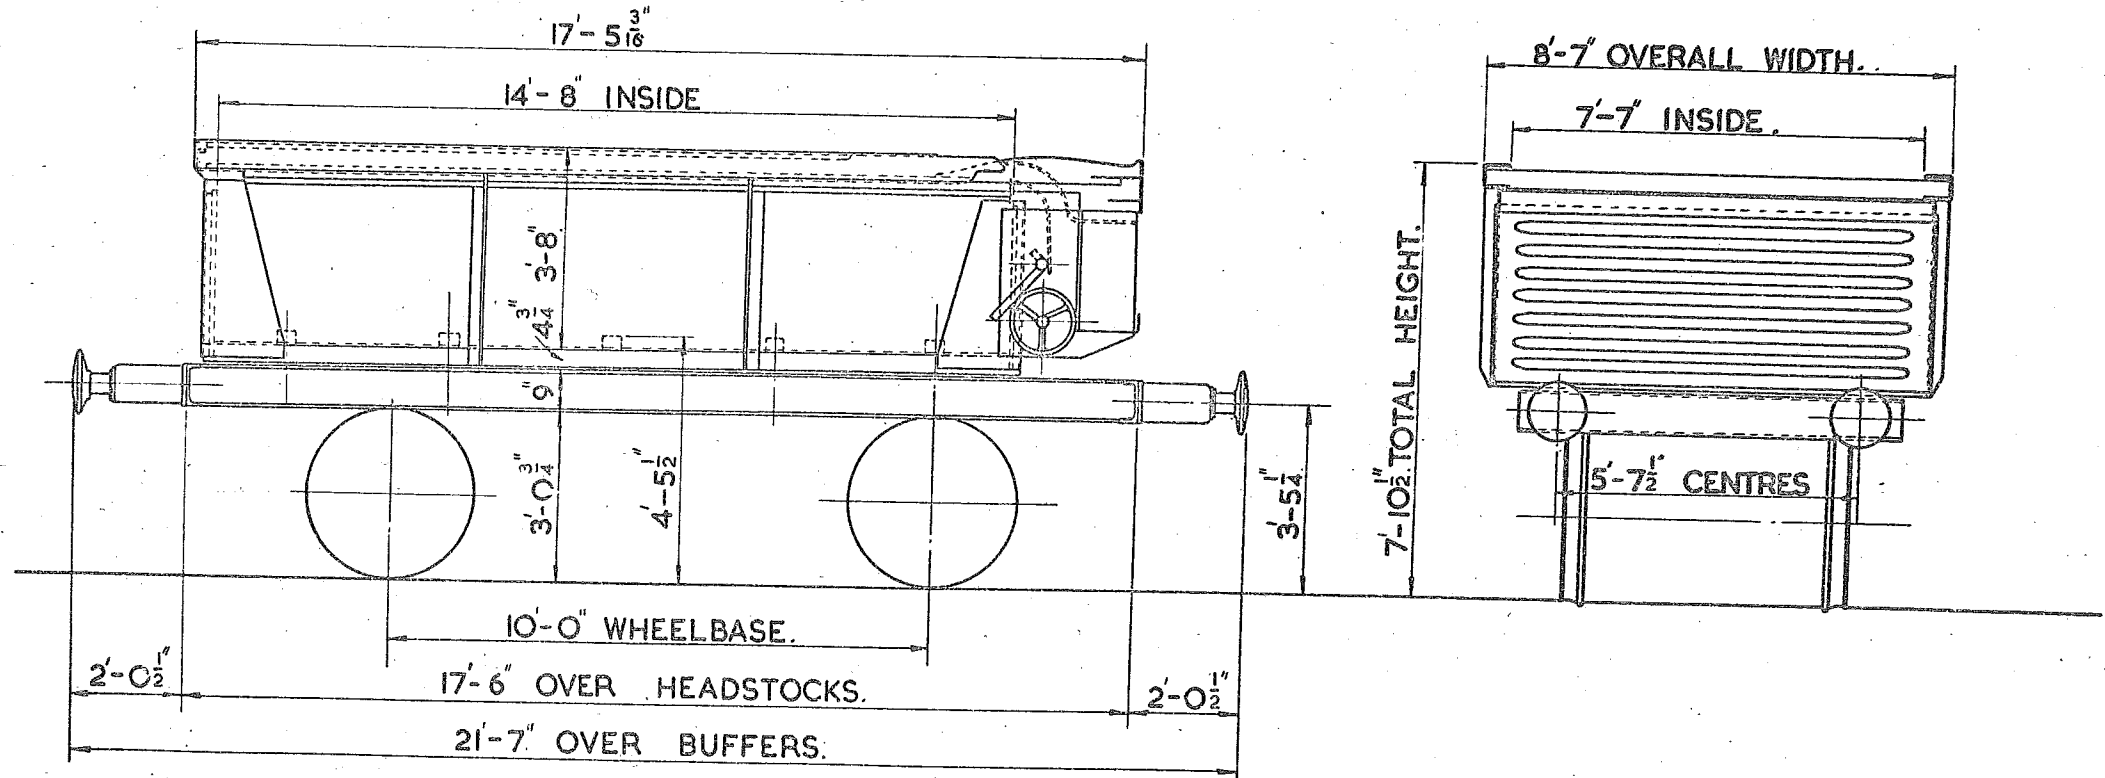 17'-5 3/16"
14'-8" INSIDE
3'-8"
4 3/4"
9"
3'-0 3/4"
4'-5 1/2"
3'-5 1/4"
10'-0" WHEELBASE.
2'-0 1/2"
17'-6" OVER HEADSTOCKS.
2'-0 1/2"
21'-7" OVER BUFFERS.
8'-7" OVERALL WIDTH.
7'-7" INSIDE.
7'-10 1/2" TOTAL HEIGHT.
5'-7 1/2" CENTRES